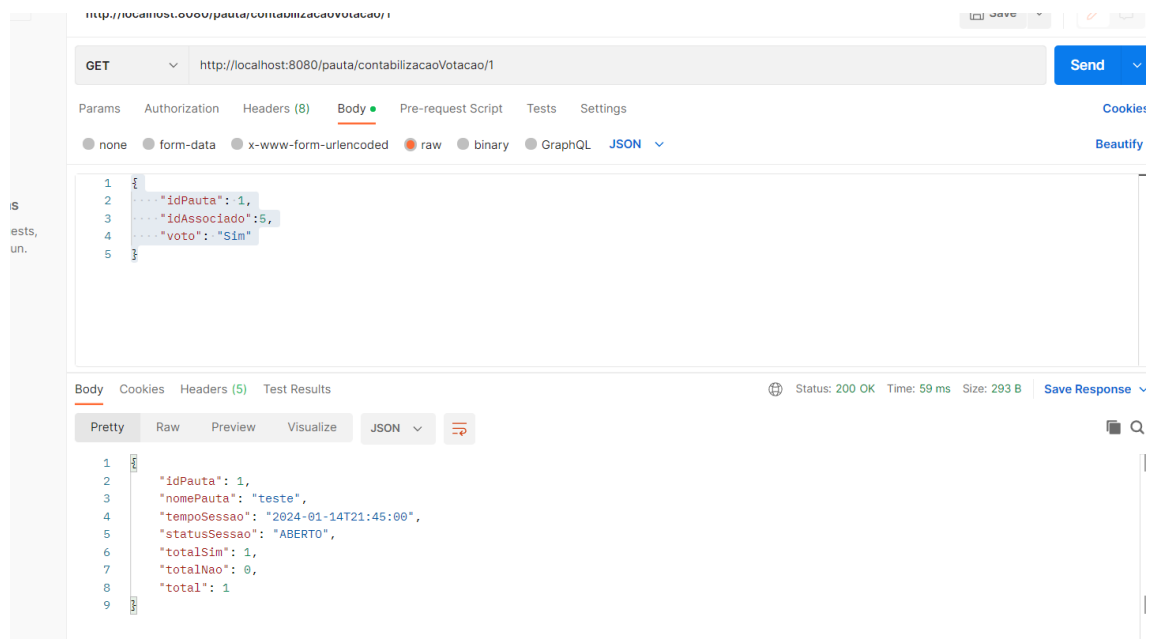 http://localhost:8080/pauta/contabilizacaoVotacao/1 Save
GET http://localhost:8080/pauta/contabilizacaoVotacao/1 Send
Params Authorization Headers (8) Body Pre-request Script Tests Settings Cookies
none form-data x-www-form-urlencoded raw binary GraphQL JSON Beautify
1 {
2 ····"idPauta":·1,
3 ····"idAssociado":5,
4 ····"voto":·"Sim"
5 }
ests,
un.
Body Cookies Headers (5) Test Results Status: 200 OK Time: 59 ms Size: 293 B Save Response
Pretty Raw Preview Visualize JSON
1 {
2 "idPauta": 1,
3 "nomePauta": "teste",
4 "tempoSessao": "2024-01-14T21:45:00",
5 "statusSessao": "ABERTO",
6 "totalSim": 1,
7 "totalNao": 0,
8 "total": 1
9 }